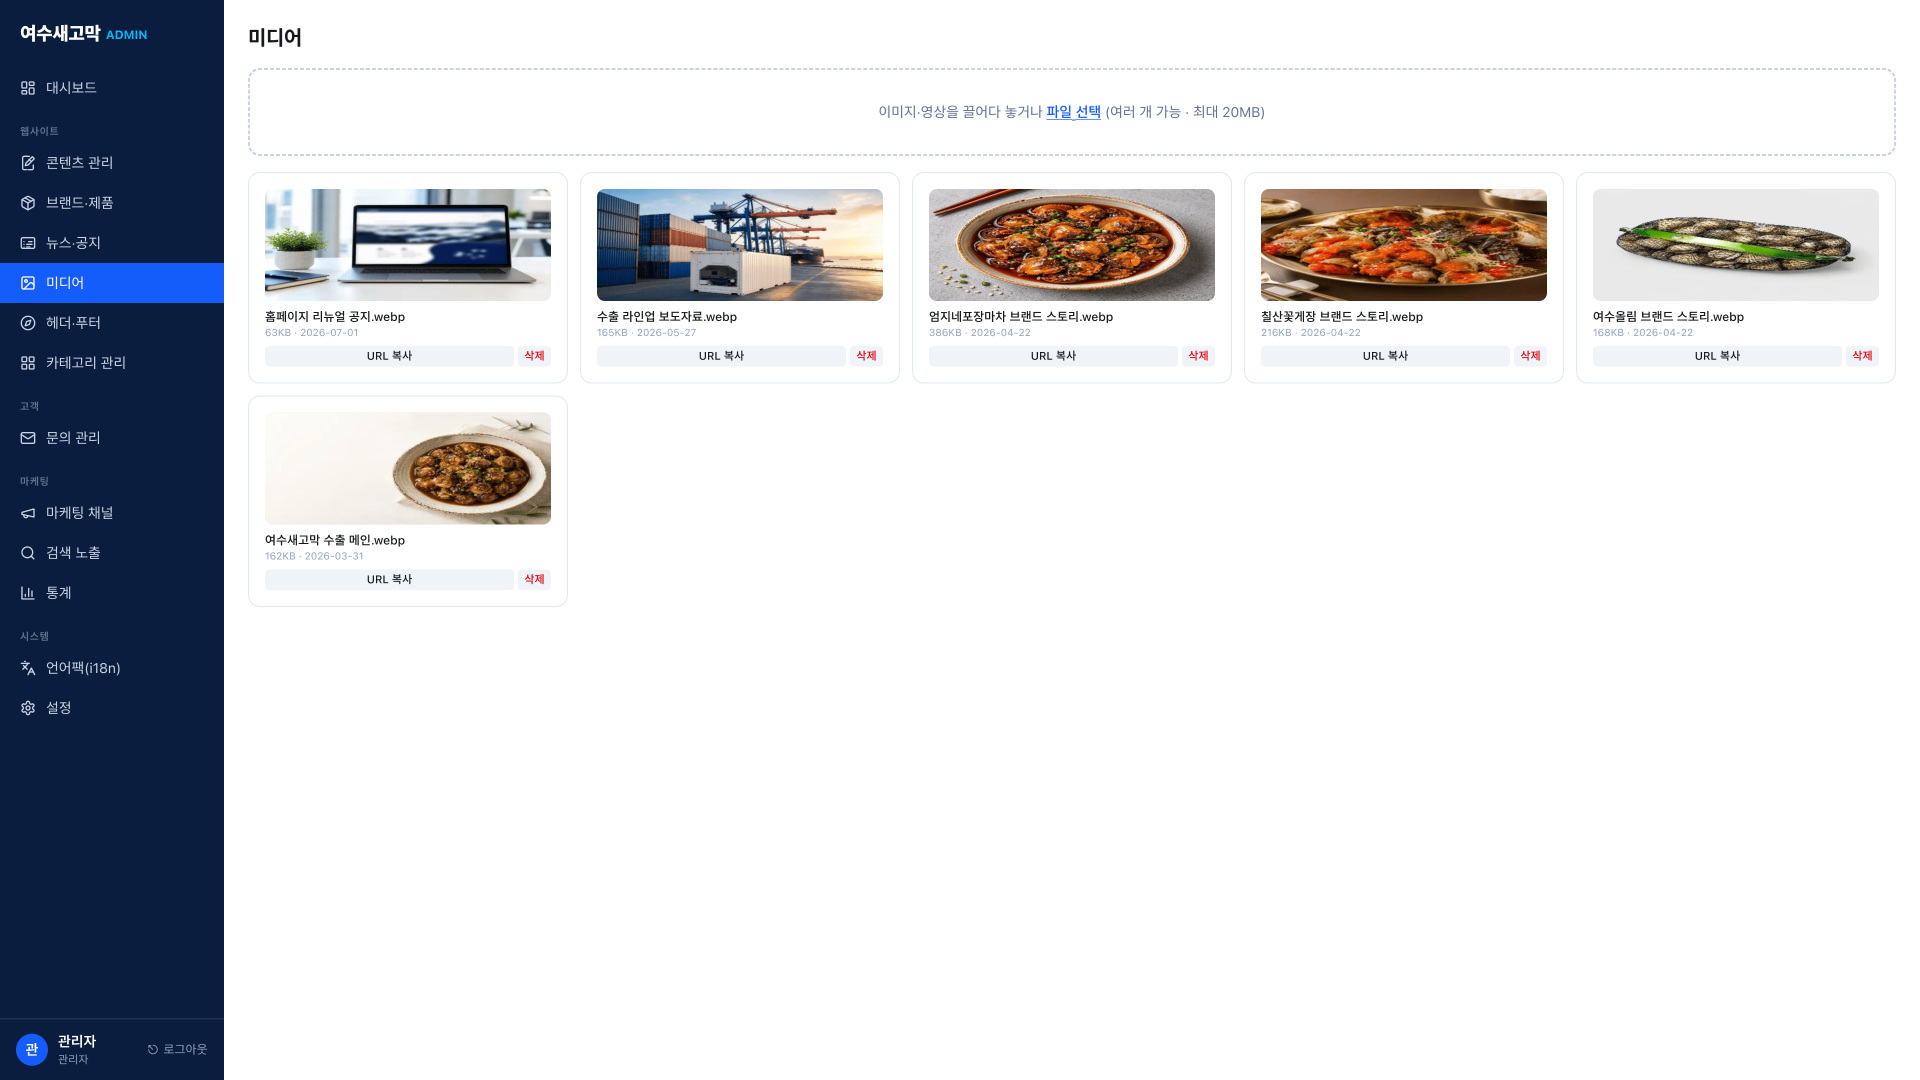 여수새고막 ADMIN
대시보드
웹사이트
콘텐츠 관리
브랜드·제품
뉴스·공지
미디어
헤더·푸터
카테고리 관리
고객
문의 관리
마케팅
마케팅 채널
검색 노출
통계
시스템
언어팩(i18n)
설정
관
관리자
관리자
로그아웃
미디어
이미지·영상을 끌어다 놓거나 파일 선택 (여러 개 가능 · 최대 20MB)
홈페이지 리뉴얼 공지.webp
63KB · 2026-07-01
URL 복사
삭제
수출 라인업 보도자료.webp
165KB · 2026-05-27
URL 복사
삭제
엄지네포장마차 브랜드 스토리.webp
386KB · 2026-04-22
URL 복사
삭제
칠산꽃게장 브랜드 스토리.webp
216KB · 2026-04-22
URL 복사
삭제
여수올림 브랜드 스토리.webp
168KB · 2026-04-22
URL 복사
삭제
여수새고막 수출 메인.webp
162KB · 2026-03-31
URL 복사
삭제